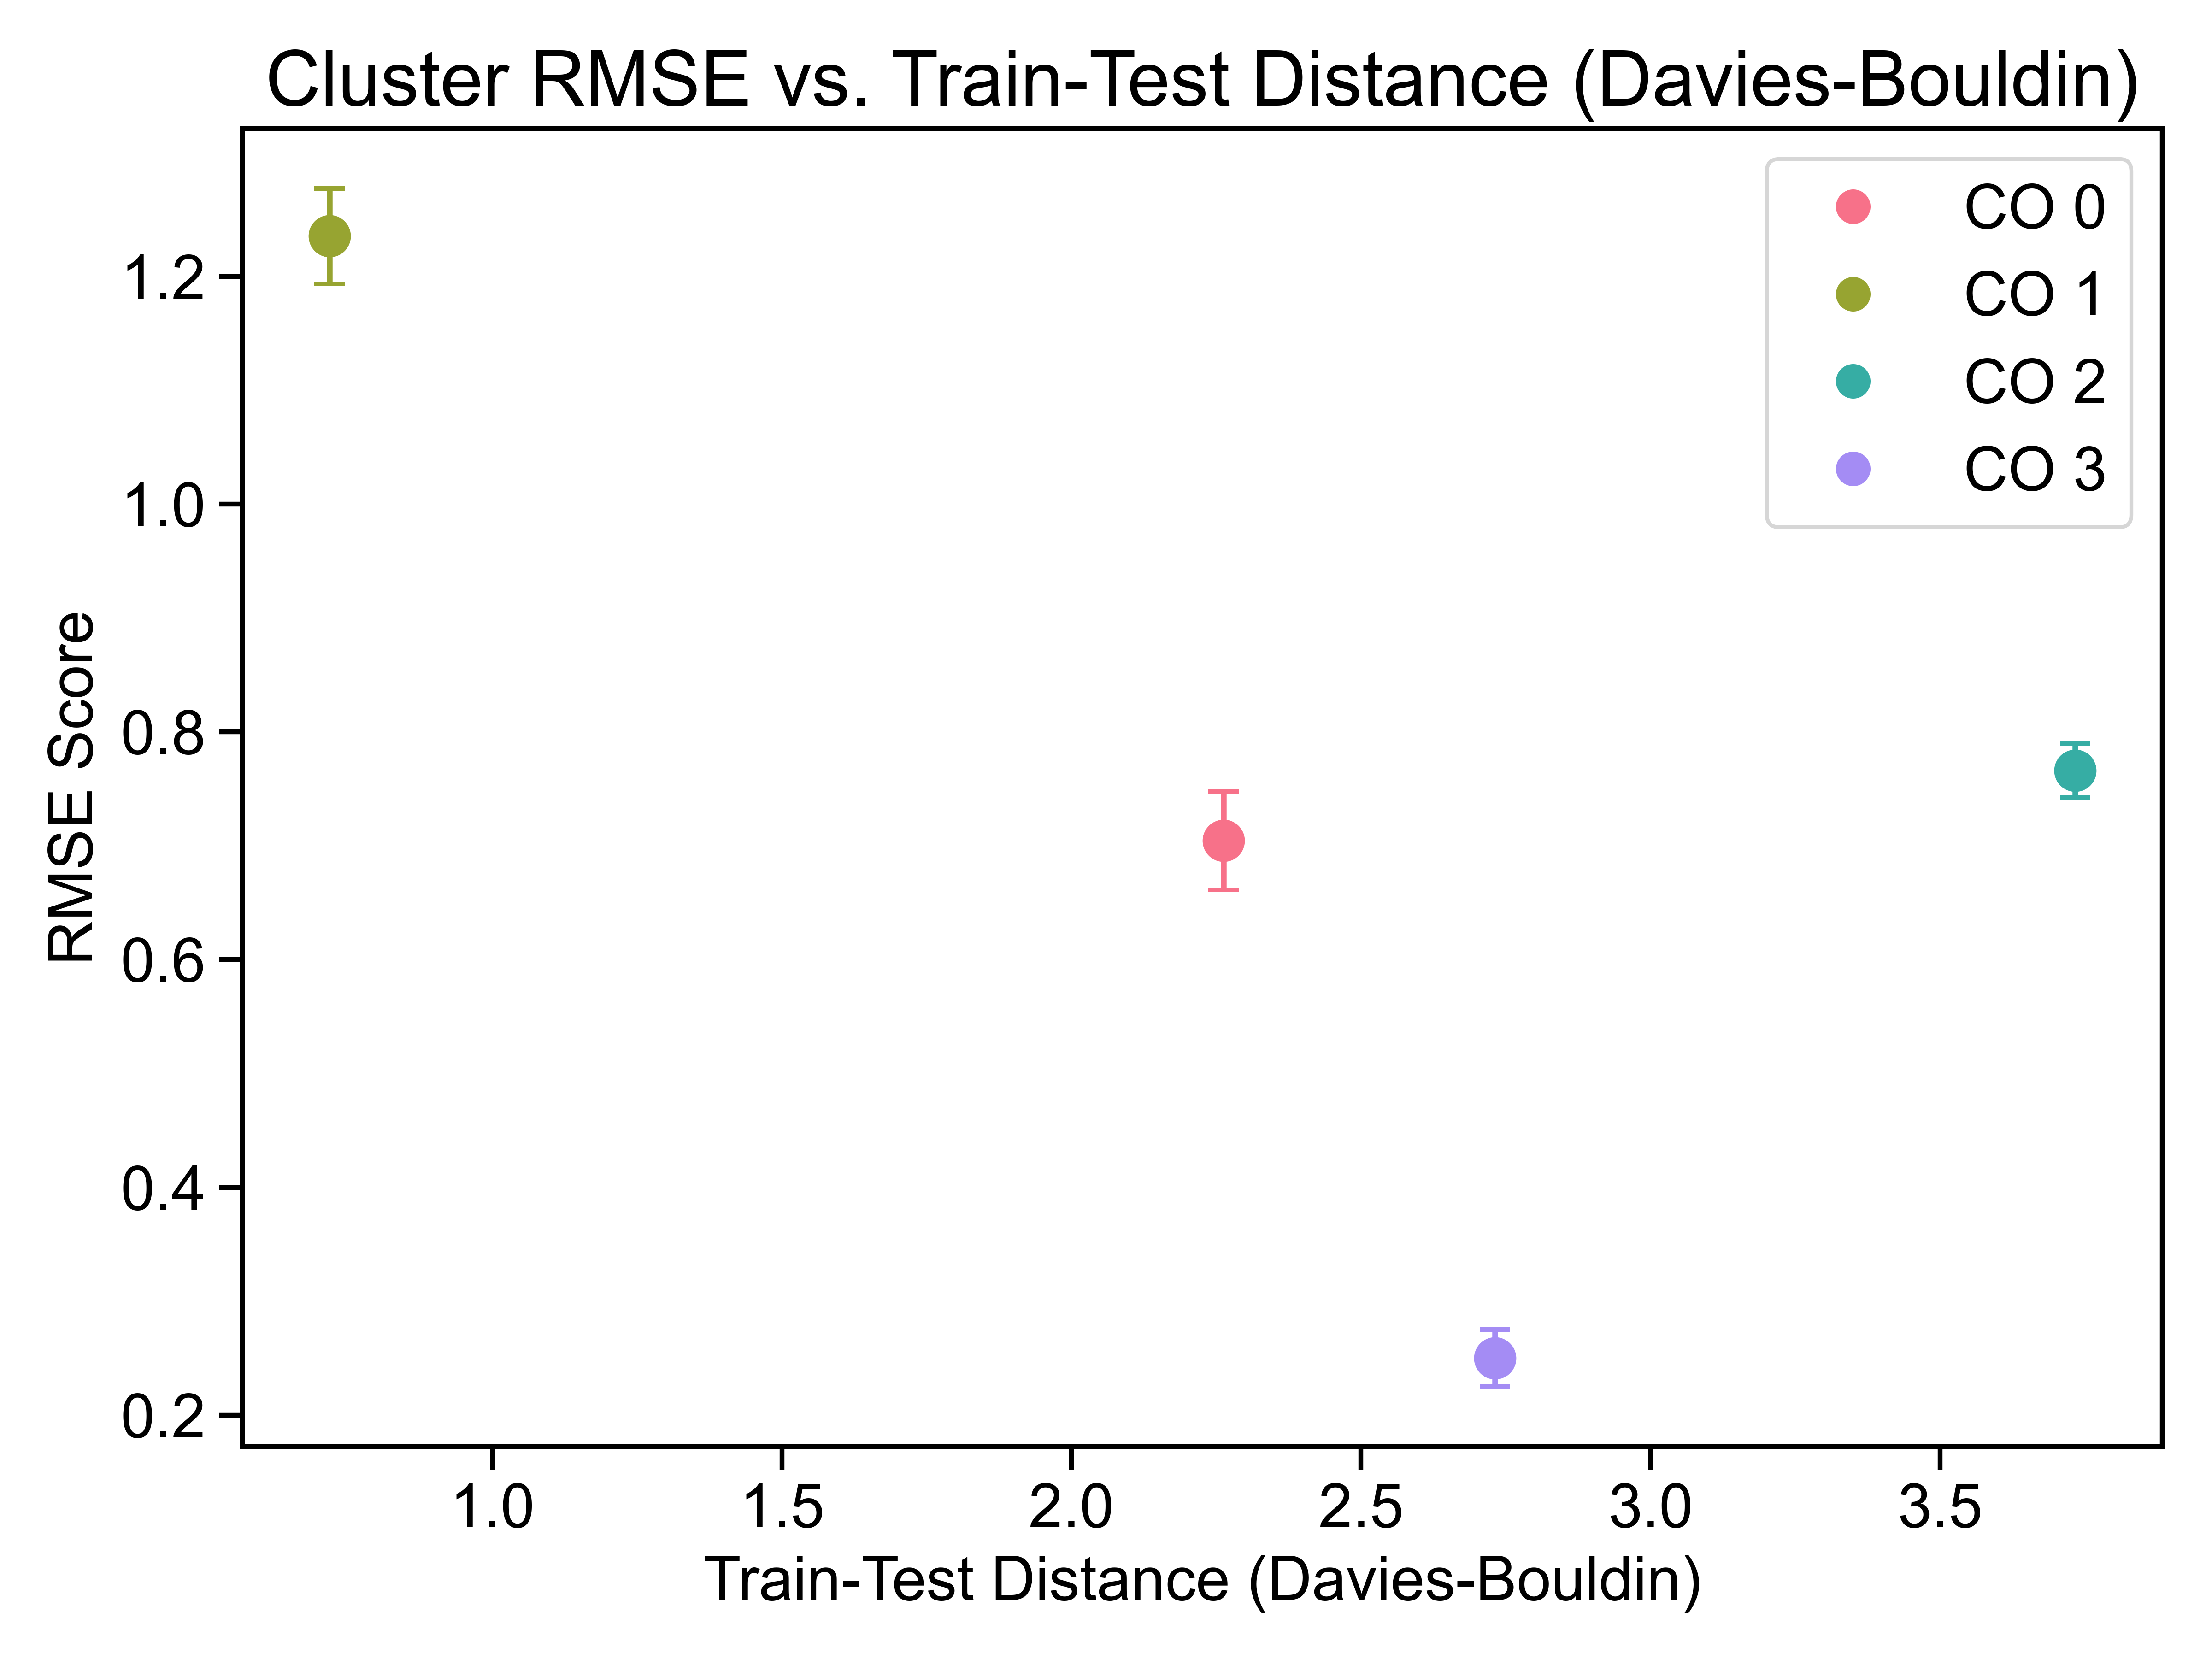 Cluster RMSE vs. Train-Test Distance (Davies-Bouldin)
CO 0
CO 1
CO 2
CO 3
RMSE Score
1.2
1.0
0.8
0.6
0.4
0.2
1.0 1.5 2.0 2.5 3.0 3.5
Train-Test Distance (Davies-Bouldin)